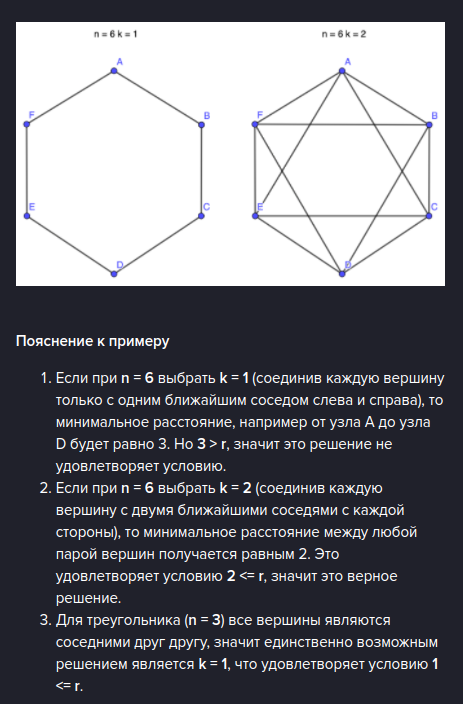 n = 6 k = 1 n = 6 k = 2
A A
F B F B
E C E C
D D
Пояснение к примеру
1. Если при n = 6 выбрать k = 1 (соединив каждую вершину
только с одним ближайшим соседом слева и справа), то
минимальное расстояние, например от узла A до узла
D будет равно 3. Но 3 > r, значит это решение не
удовлетворяет условию.
2. Если при n = 6 выбрать k = 2 (соединив каждую
вершину с двумя ближайшими соседями с каждой
стороны), то минимальное расстояние между любой
парой вершин получается равным 2. Это
удовлетворяет условию 2 <= r, значит это верное
решение.
3. Для треугольника (n = 3) все вершины являются
соседними друг другу, значит единственно возможным
решением является k = 1, что удовлетворяет условию 1
<= r.